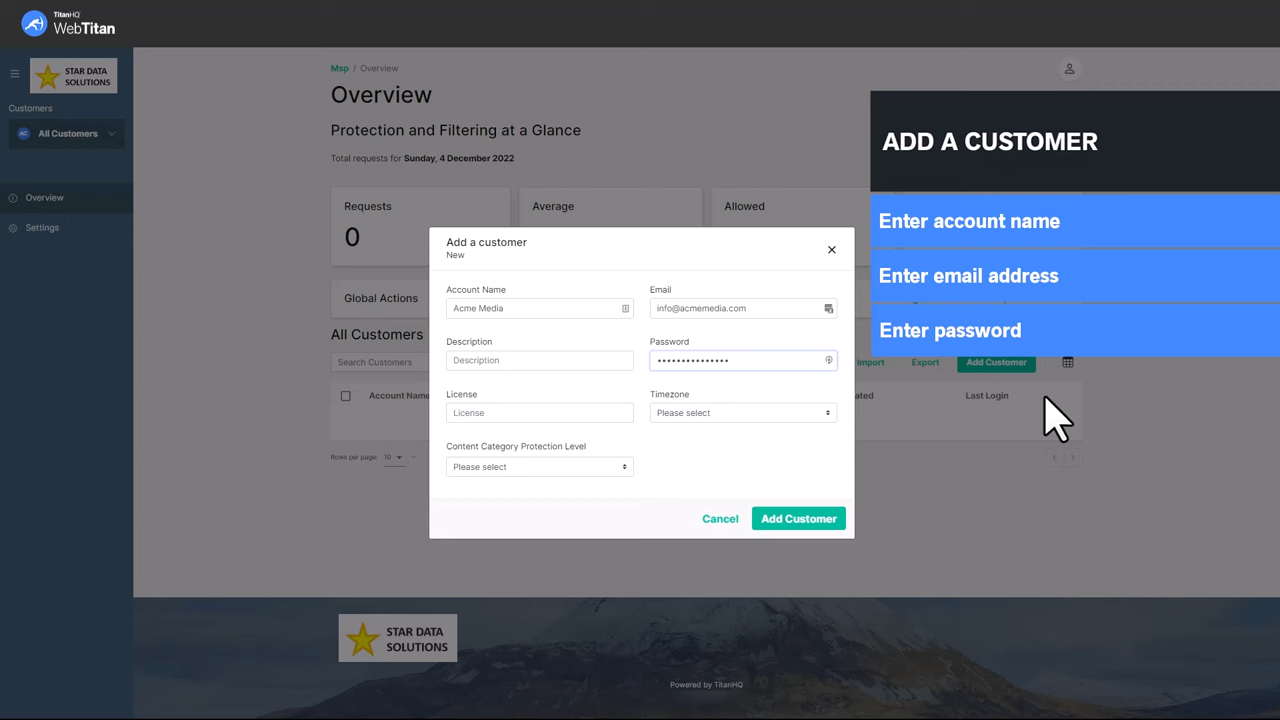 TitanHQ
WebTitan
STAR DATA
SOLUTIONS
Customers
AC All Customers
Overview
Settings
Msp / Overview
Overview
Protection and Filtering at a Glance
Total requests for Sunday, 4 December 2022
Requests
0
Average
Allowed
Global Actions
All Customers
Search Customers
Import
Export
Add Customer
Account Name
Last Login
Rows per page: 10
Add a customer
New
Account Name
Acme Media
Email
info@acmemedia.com
Description
Description
Password
•••••••••••••••
License
License
Timezone
Please select
Content Category Protection Level
Please select
Cancel
Add Customer
ADD A CUSTOMER
Enter account name
Enter email address
Enter password
STAR DATA
SOLUTIONS
Powered by TitanHQ